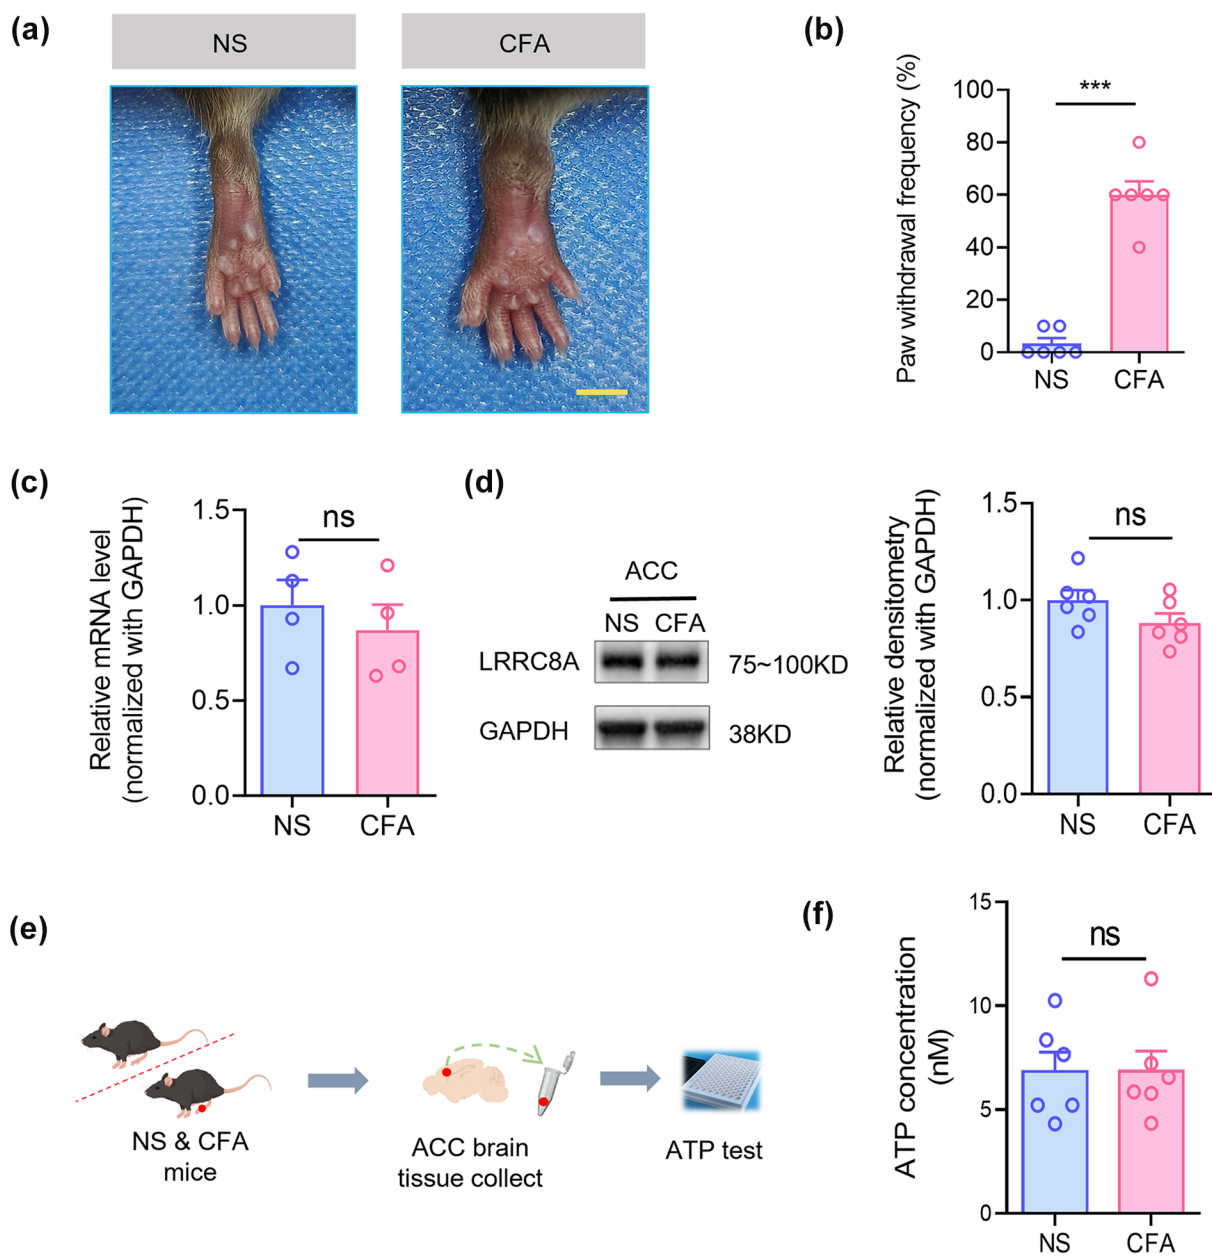 (a)
NS
CFA
(b)
Paw withdrawal frequency (%)
100
80
60
40
20
0
***
NS
CFA
(c)
Relative mRNA level
(normalized with GAPDH)
1.5
1.0
0.5
0.0
ns
NS
CFA
(d)
ACC
NS CFA
LRRC8A
75~100KD
GAPDH
38KD
Relative densitometry
(normalized with GAPDH)
1.5
1.0
0.5
0.0
ns
NS
CFA
(e)
NS & CFA
mice
ACC brain
tissue collect
ATP test
(f)
ATP concentration
(nM)
15
10
5
0
ns
NS
CFA